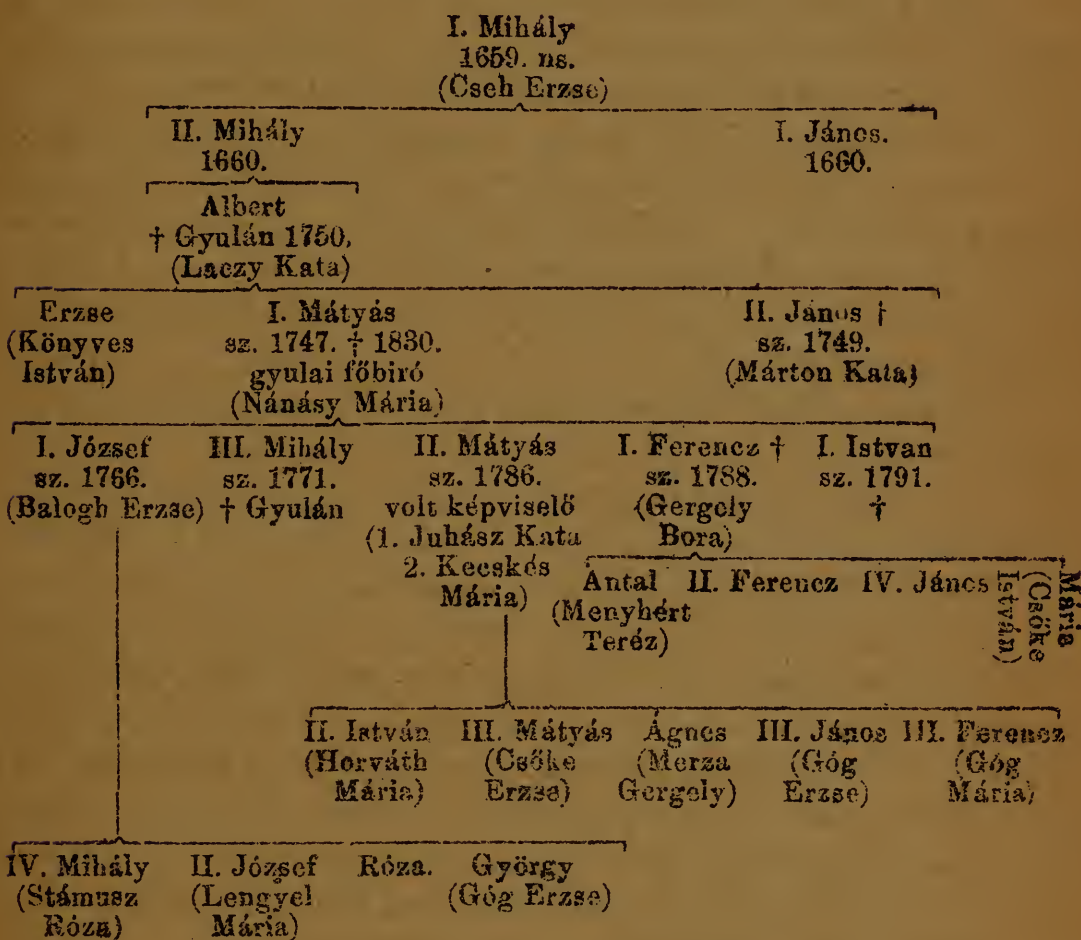 I. Mihály
1659. ns.
(Cseh Erzse)
II. Mihály I. János.
1660. 1660.
Albert
† Gyulán 1750.
(Laczy Kata)
Erzse I. Mátyás II. János †
(Könyves sz. 1747. † 1830. sz. 1749.
István) gyulai főbiró (Márton Kata)
(Nánásy Mária)
I. József III. Mihály II. Mátyás I. Ferencz † I. Istvan
sz. 1766. sz. 1771. sz. 1786. sz. 1788. sz. 1791.
(Balogh Erzse) † Gyulán volt képviselő (Gergely †
(1. Juhász Kata Bora)
2. Kecskés
Mária)
Antal II. Ferencz IV. János
(Menyhért
Teréz)
Mária
(Csőke
István)
II. István III. Mátyás Ágnes III. János III. Ferencz
(Horváth (Csőke (Merza (Góg (Góg
Mária) Erzse) Gergely) Erzse) Mária)
IV. Mihály II. József Róza. György
(Stámusz (Lengyel (Góg Erzse)
Róza) Mária)